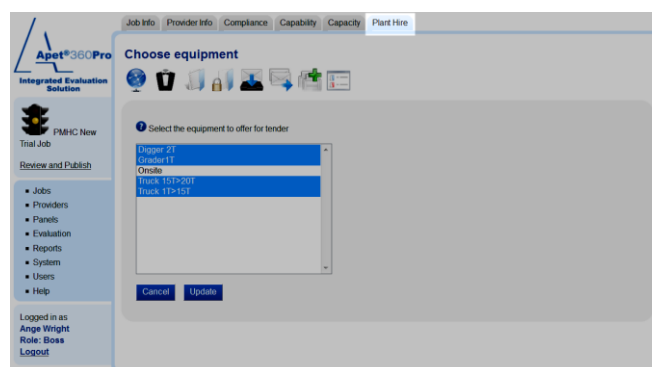 Job Info Provider Info Compliance Capability Capacity Plant Hire
Apet®360Pro
Integrated Evaluation
Solution
Choose equipment
PMHC New
Trial Job
Review and Publish
Select the equipment to offer for tender
Digger 2T
Grader1T
Onsite
Truck 15T>20T
Truck 1T>15T
Cancel Update
Jobs
Providers
Panels
Evaluation
Reports
System
Users
Help
Logged in as
Ange Wright
Role: Boss
Logout